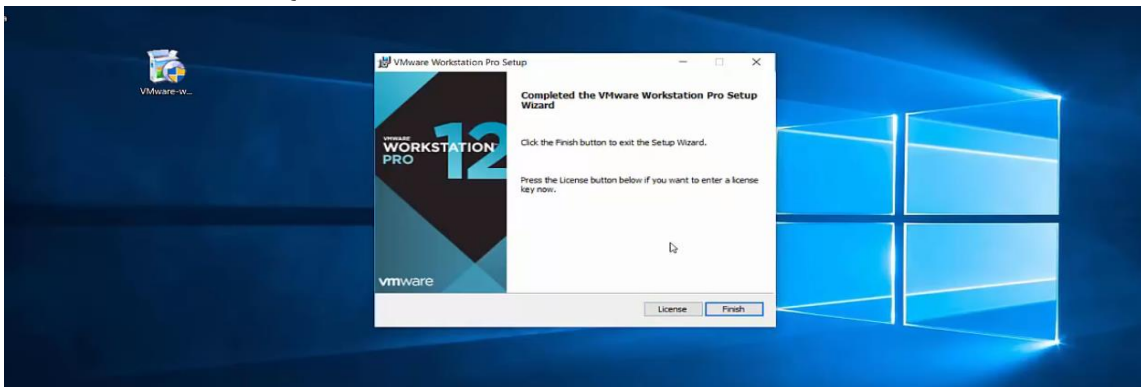 VMware-w...
VMware Workstation Pro Setup
Completed the VMware Workstation Pro Setup
Wizard
Click the Finish button to exit the Setup Wizard.
Press the License button below if you want to enter a license
key now.
VMWARE
WORKSTATION
PRO
12
vmware
License
Finish